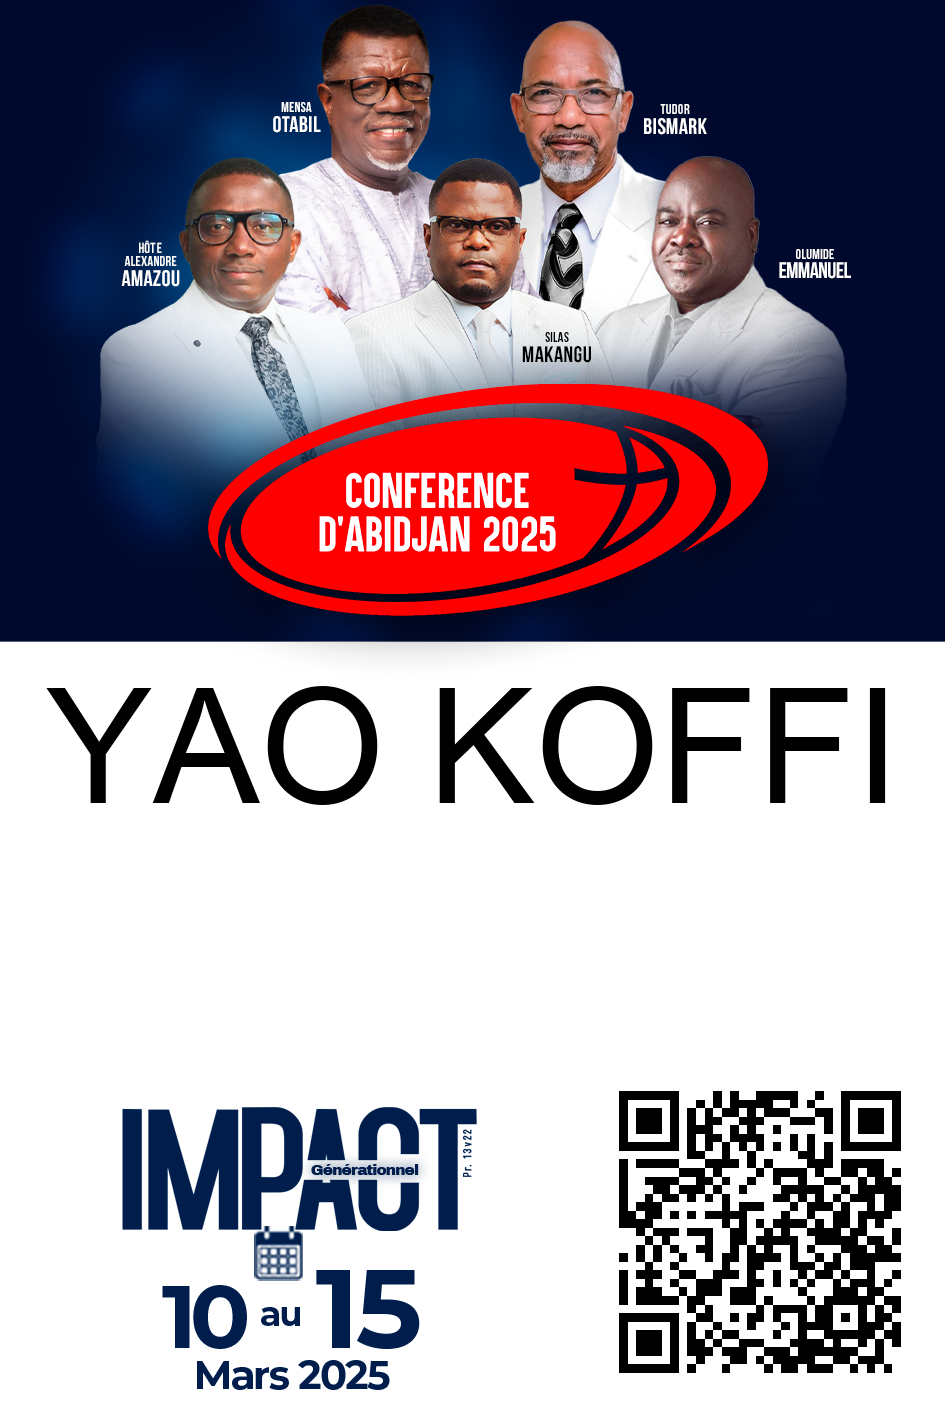 MENSA
OTABIL
TUDOR
BISMARK
HÔTE
ALEXANDRE
AMAZOU
OLUMIDE
EMMANUEL
SILAS
MAKANGU
CONFERENCE
D'ABIDJAN 2025
YAO KOFFI
IMPACT
Générationnel
Pr. 13v22
10 au 15
Mars 2025